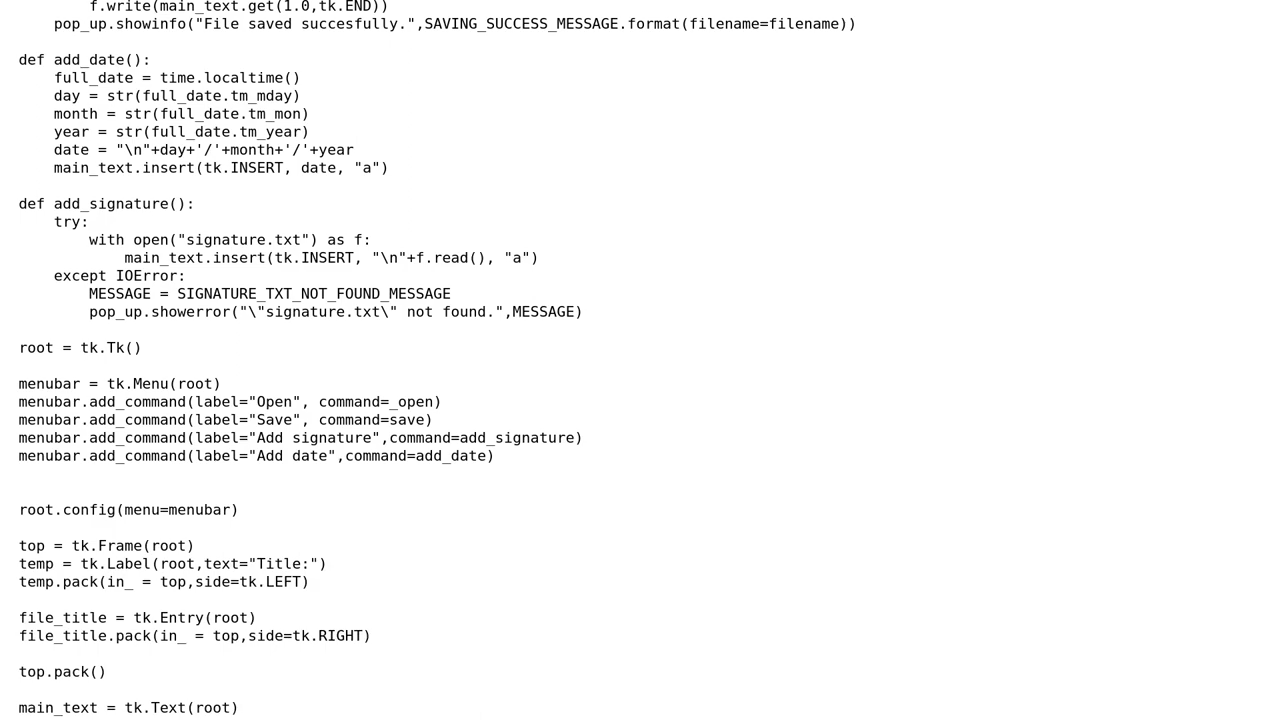 f.write(main_text.get(1.0,tk.END))
pop_up.showinfo("File saved succesfully.",SAVING_SUCCESS_MESSAGE.format(filename=filename))
def add_date():
full_date = time.localtime()
day = str(full_date.tm_mday)
month = str(full_date.tm_mon)
year = str(full_date.tm_year)
date = "\n"+day+'/'+month+'/'+year
main_text.insert(tk.INSERT, date, "a")
def add_signature():
try:
with open("signature.txt") as f:
main_text.insert(tk.INSERT, "\n"+f.read(), "a")
except IOError:
MESSAGE = SIGNATURE_TXT_NOT_FOUND_MESSAGE
pop_up.showerror("\"signature.txt\" not found.",MESSAGE)
root = tk.Tk()
menubar = tk.Menu(root)
menubar.add_command(label="Open", command=_open)
menubar.add_command(label="Save", command=save)
menubar.add_command(label="Add signature",command=add_signature)
menubar.add_command(label="Add date",command=add_date)
root.config(menu=menubar)
top = tk.Frame(root)
temp = tk.Label(root,text="Title:")
temp.pack(in_ = top,side=tk.LEFT)
file_title = tk.Entry(root)
file_title.pack(in_ = top,side=tk.RIGHT)
top.pack()
main_text = tk.Text(root)